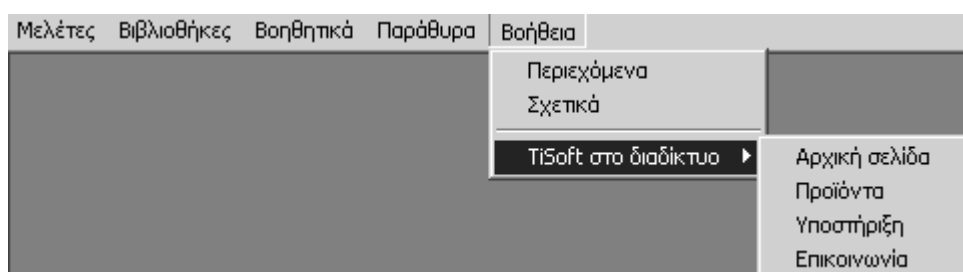 Μελέτες Βιβλιοθήκες Βοηθητικά Παράθυρα Βοήθεια
Περιεχόμενα
Σχετικά
TiSoft στο διαδίκτυο
Αρχική σελίδα
Προϊόντα
Υποστήριξη
Επικοινωνία